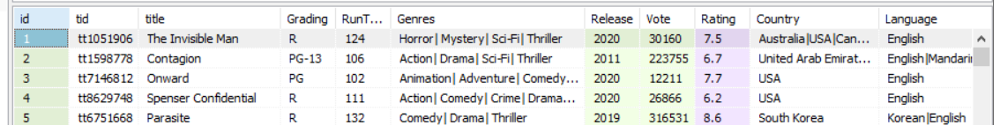 id tid title Grading RunT... Genres Release Vote Rating Country Language
1 tt1051906 The Invisible Man R 124 Horror| Mystery| Sci-Fi| Thriller 2020 30160 7.5 Australia|USA|Can... English
2 tt1598778 Contagion PG-13 106 Action| Drama| Sci-Fi| Thriller 2011 223755 6.7 United Arab Emirat... English|Mandarin
3 tt7146812 Onward PG 102 Animation| Adventure| Comedy... 2020 12211 7.7 USA English
4 tt8629748 Spenser Confidential R 111 Action| Comedy| Crime| Drama... 2020 26866 6.2 USA English
5 tt6751668 Parasite R 132 Comedy| Drama| Thriller 2019 316531 8.6 South Korea Korean|English